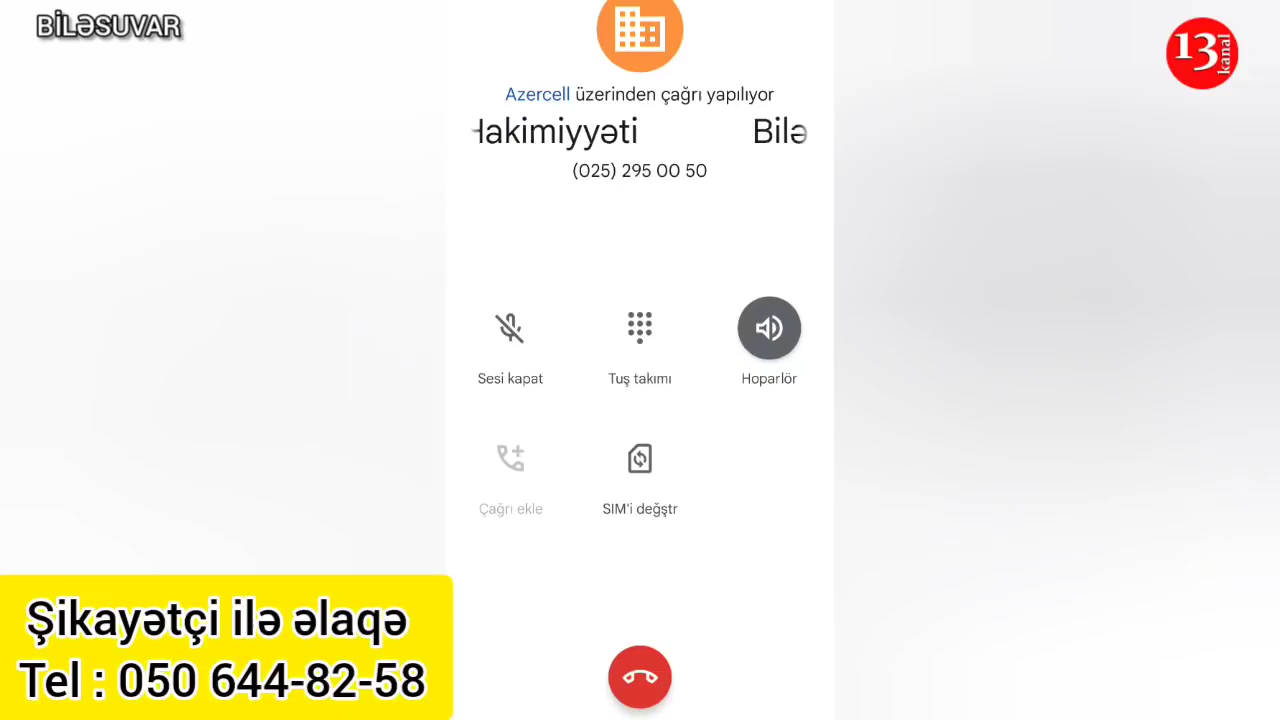 BİLƏSUVAR
13 kanal
Azercell üzerinden çağrı yapılıyor
Hakimiyyəti Bilə
(025) 295 00 50
Sesi kapat
Tuş takımı
Hoparlör
Çağrı ekle
SIM'i değştr
Şikayətçi ilə əlaqə
Tel : 050 644-82-58